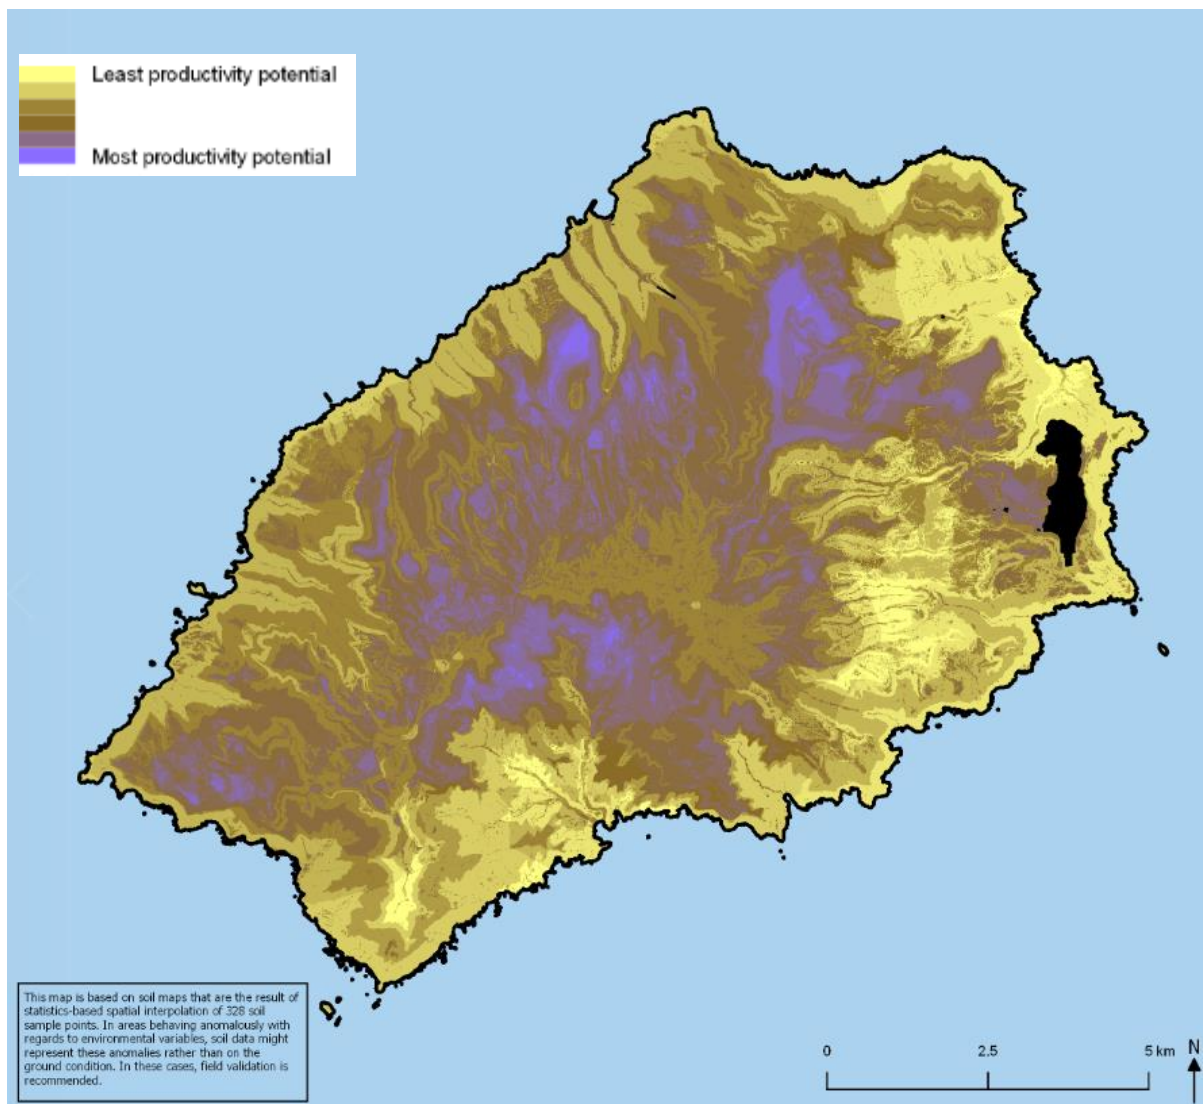 Least productivity potential
Most productivity potential
This map is based on soil maps that are the result of
statistics-based spatial interpolation of 328 soil
sample points. In areas behaving anomalously with
regards to environmental variables, soil data might
represent these anomalies rather than on the
ground condition. In these cases, field validation is
recommended.
0 2.5 5 km N